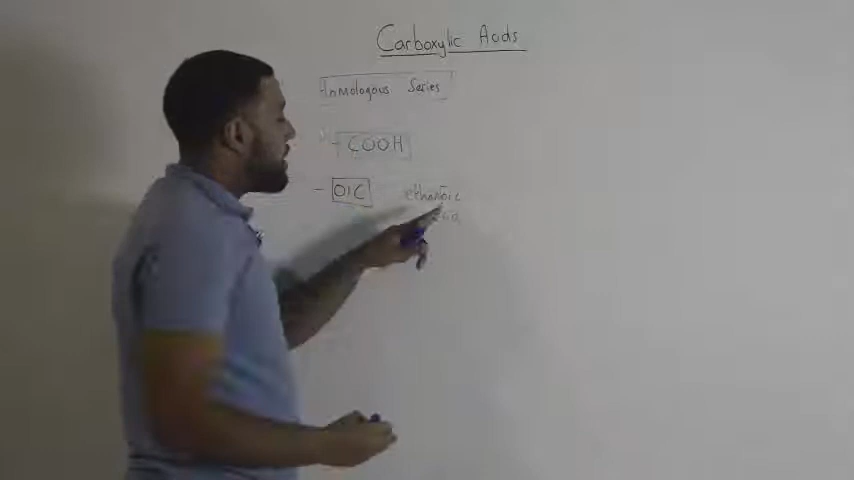 Carboxylic Acids
Homologous Series
- COOH
- OIC ethanoic